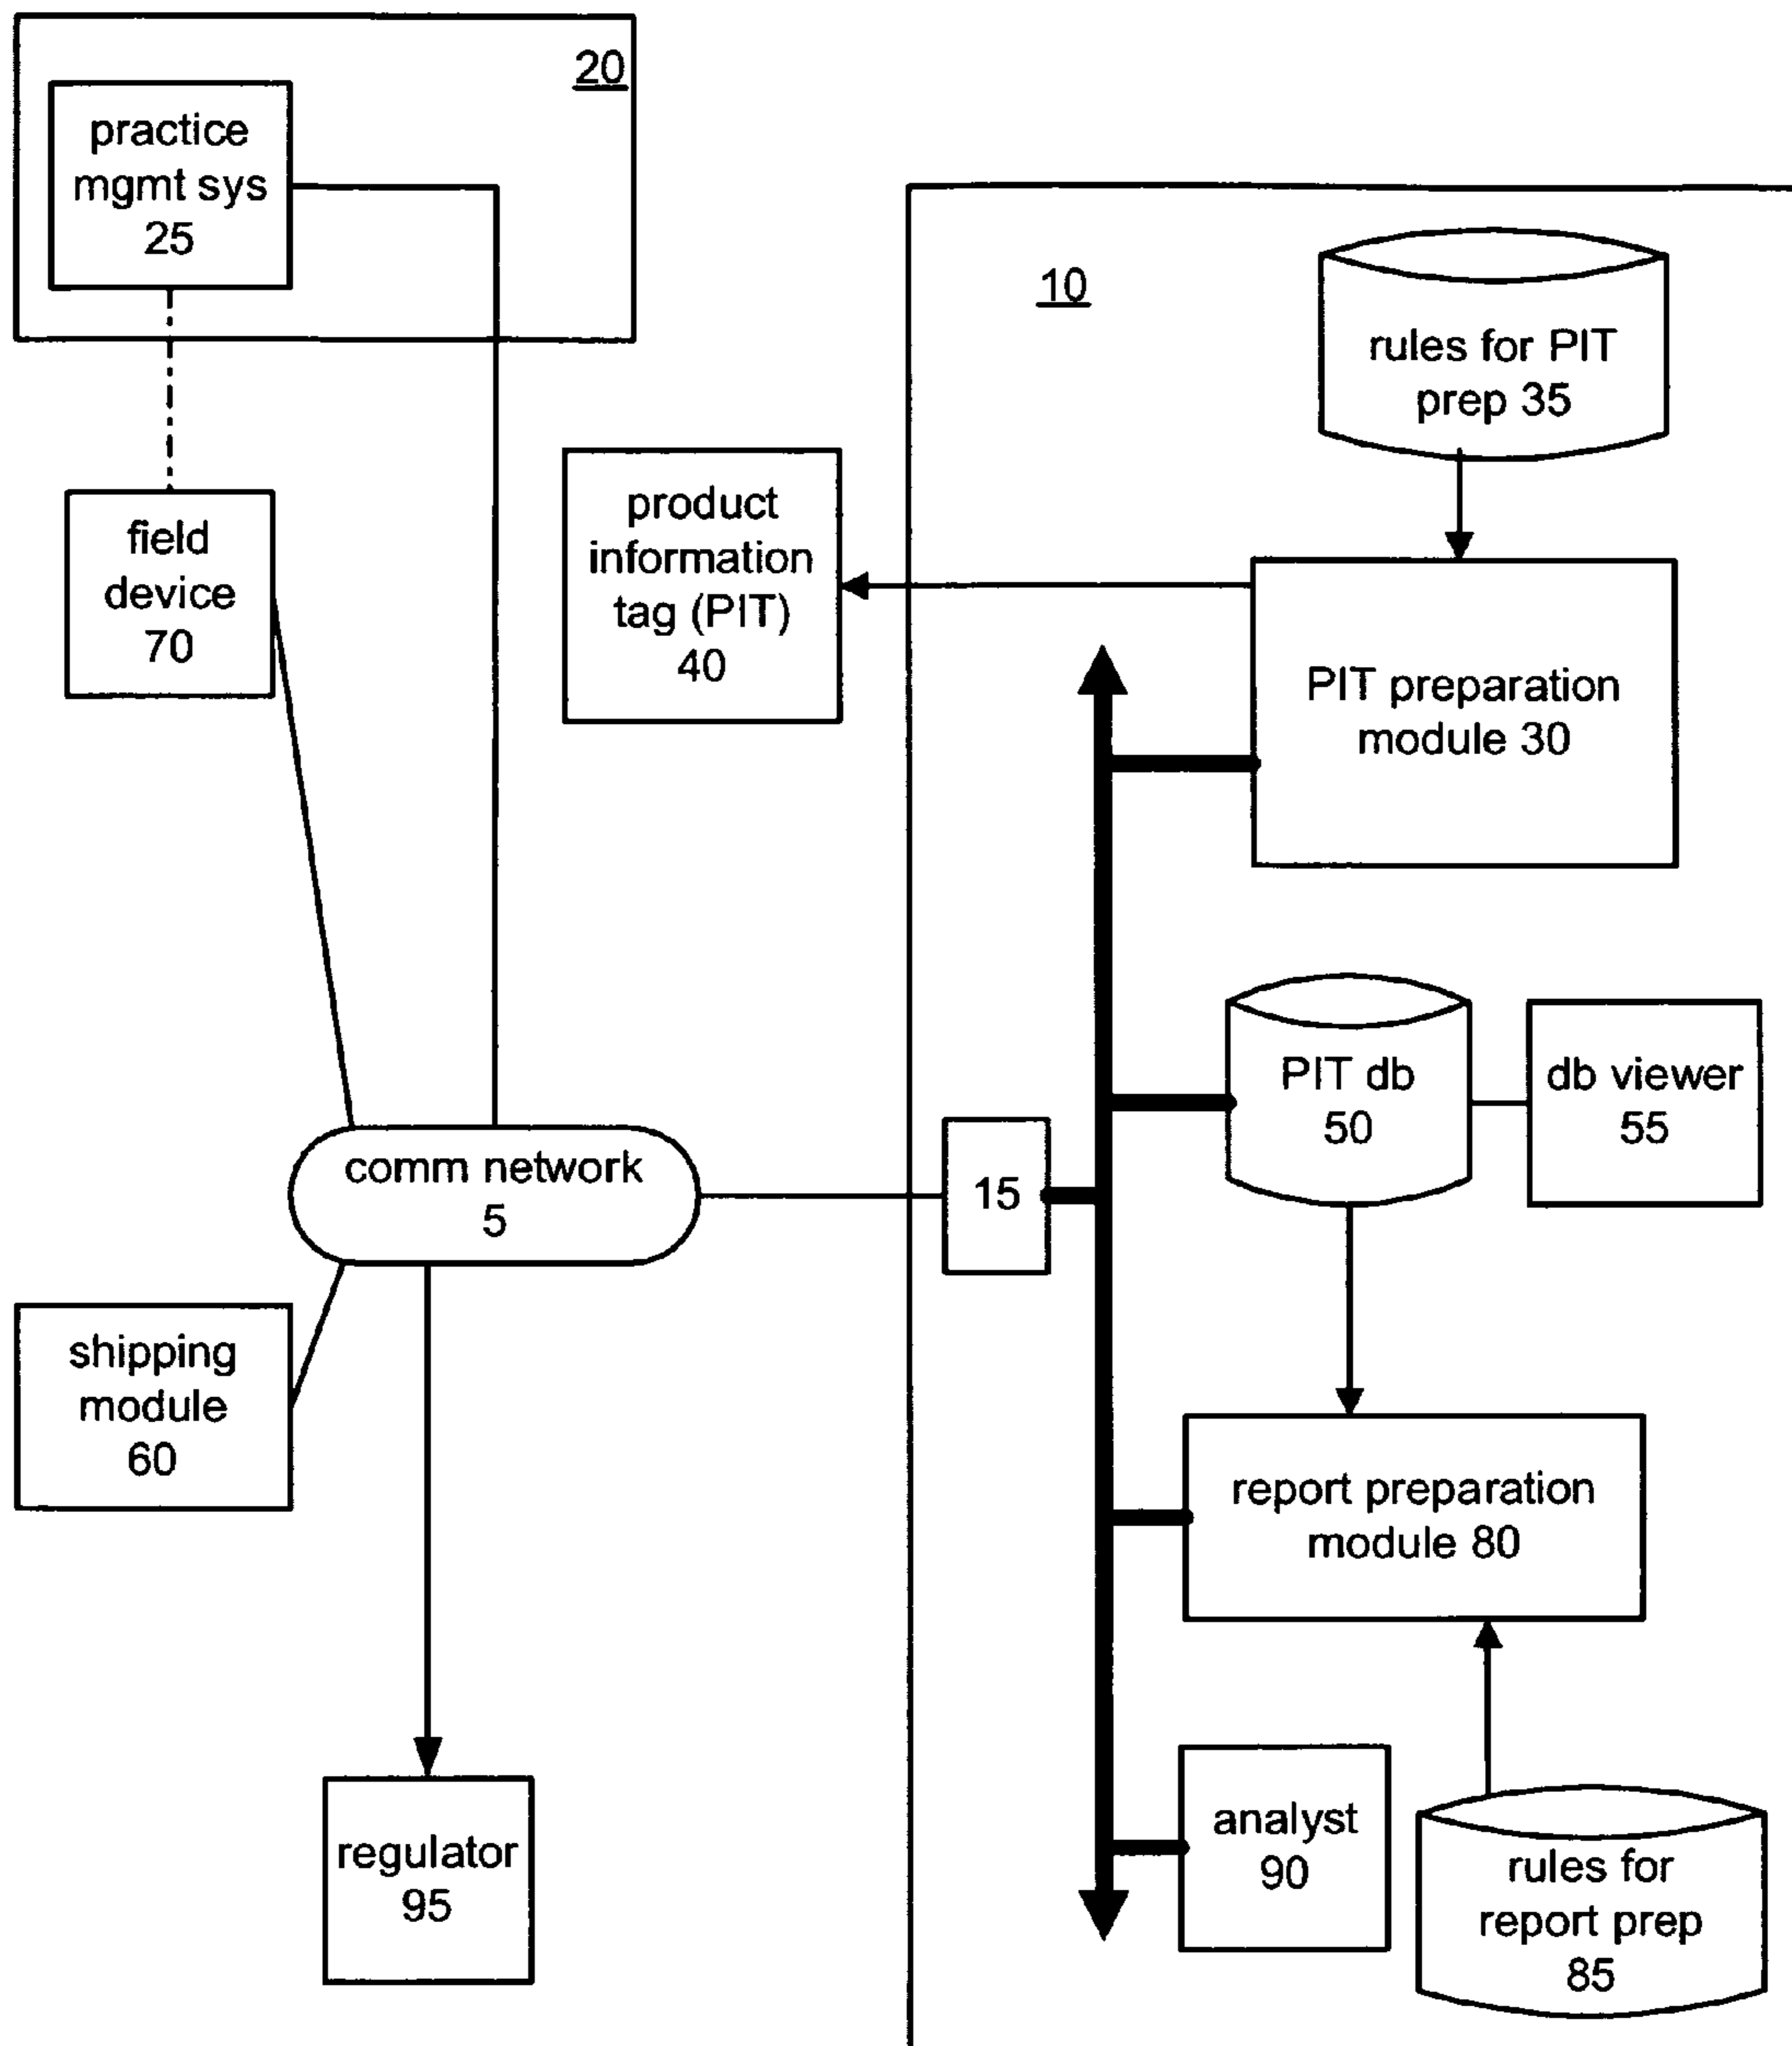 20
practice
mgmt sys
25
10
rules for PIT
prep 35
field
device
70
product
information
tag (PIT)
40
PIT preparation
module 30
PIT db
50
db viewer
55
comm network
5
15
shipping
module
60
report preparation
module 80
regulator
95
analyst
90
rules for
report prep
85